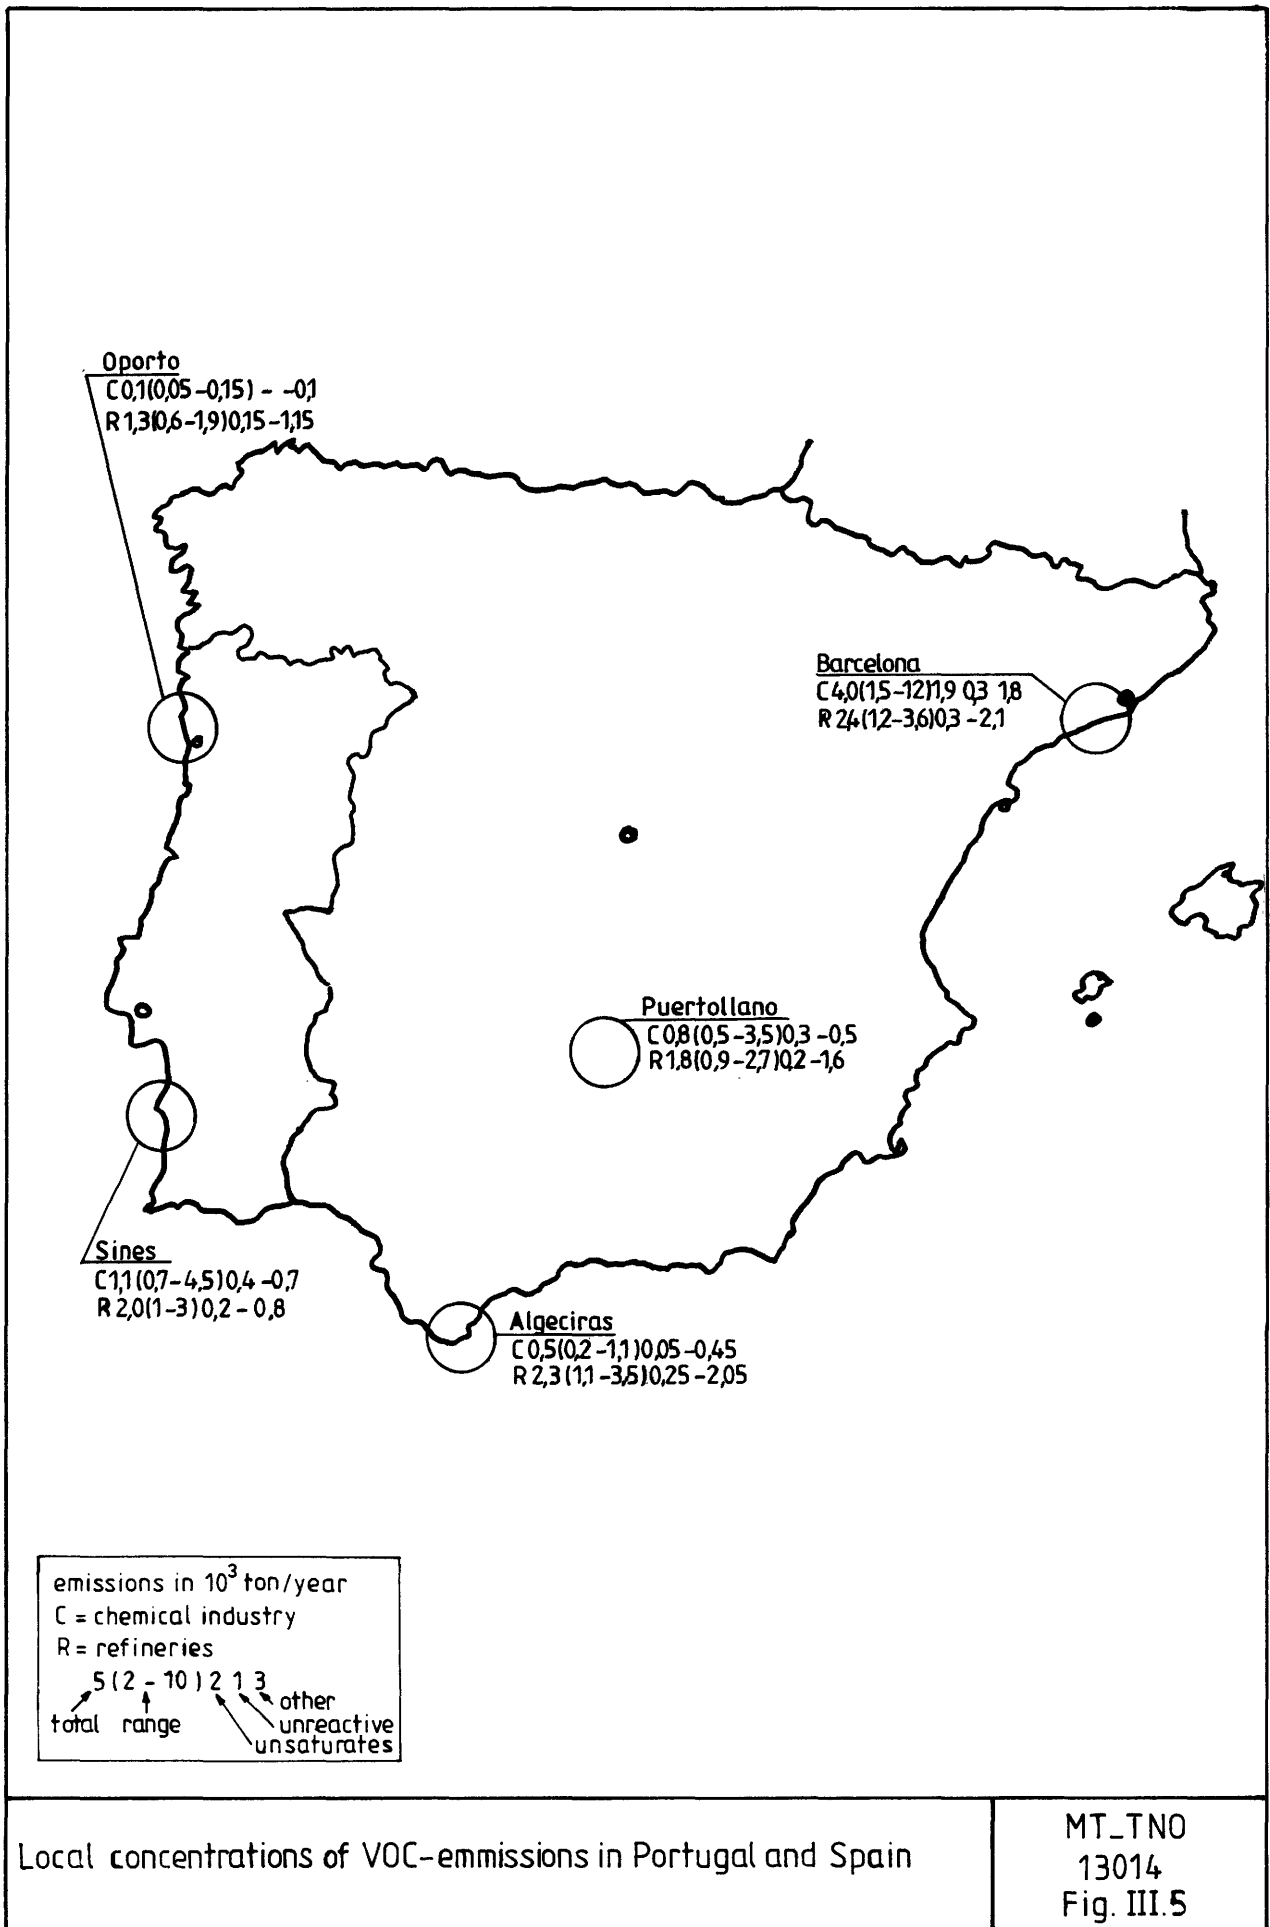 Oporto
C 0,1(0,05-0,15) - -0,1
R 1,3(0,6-1,9)0,15-1,15
Barcelona
C 4,0(1,5-12)1,9 0,3 1,8
R 2,4(1,2-3,6)0,3 -2,1
Puertollano
C 0,8(0,5-3,5)0,3 -0,5
R 1,8(0,9-2,7)0,2 -1,6
Sines
C 1,1(0,7-4,5)0,4 -0,7
R 2,0(1-3)0,2 - 0,8
Algeciras
C 0,5(0,2-1,1)0,05-0,45
R 2,3(1,1-3,5)0,25 -2,05
emissions in 10³ ton/year
C = chemical industry
R = refineries
5(2 - 10)2 1 3
other
total range unreactive
unsaturates
Local concentrations of VOC-emmissions in Portugal and Spain
MT_TNO
13014
Fig. III.5